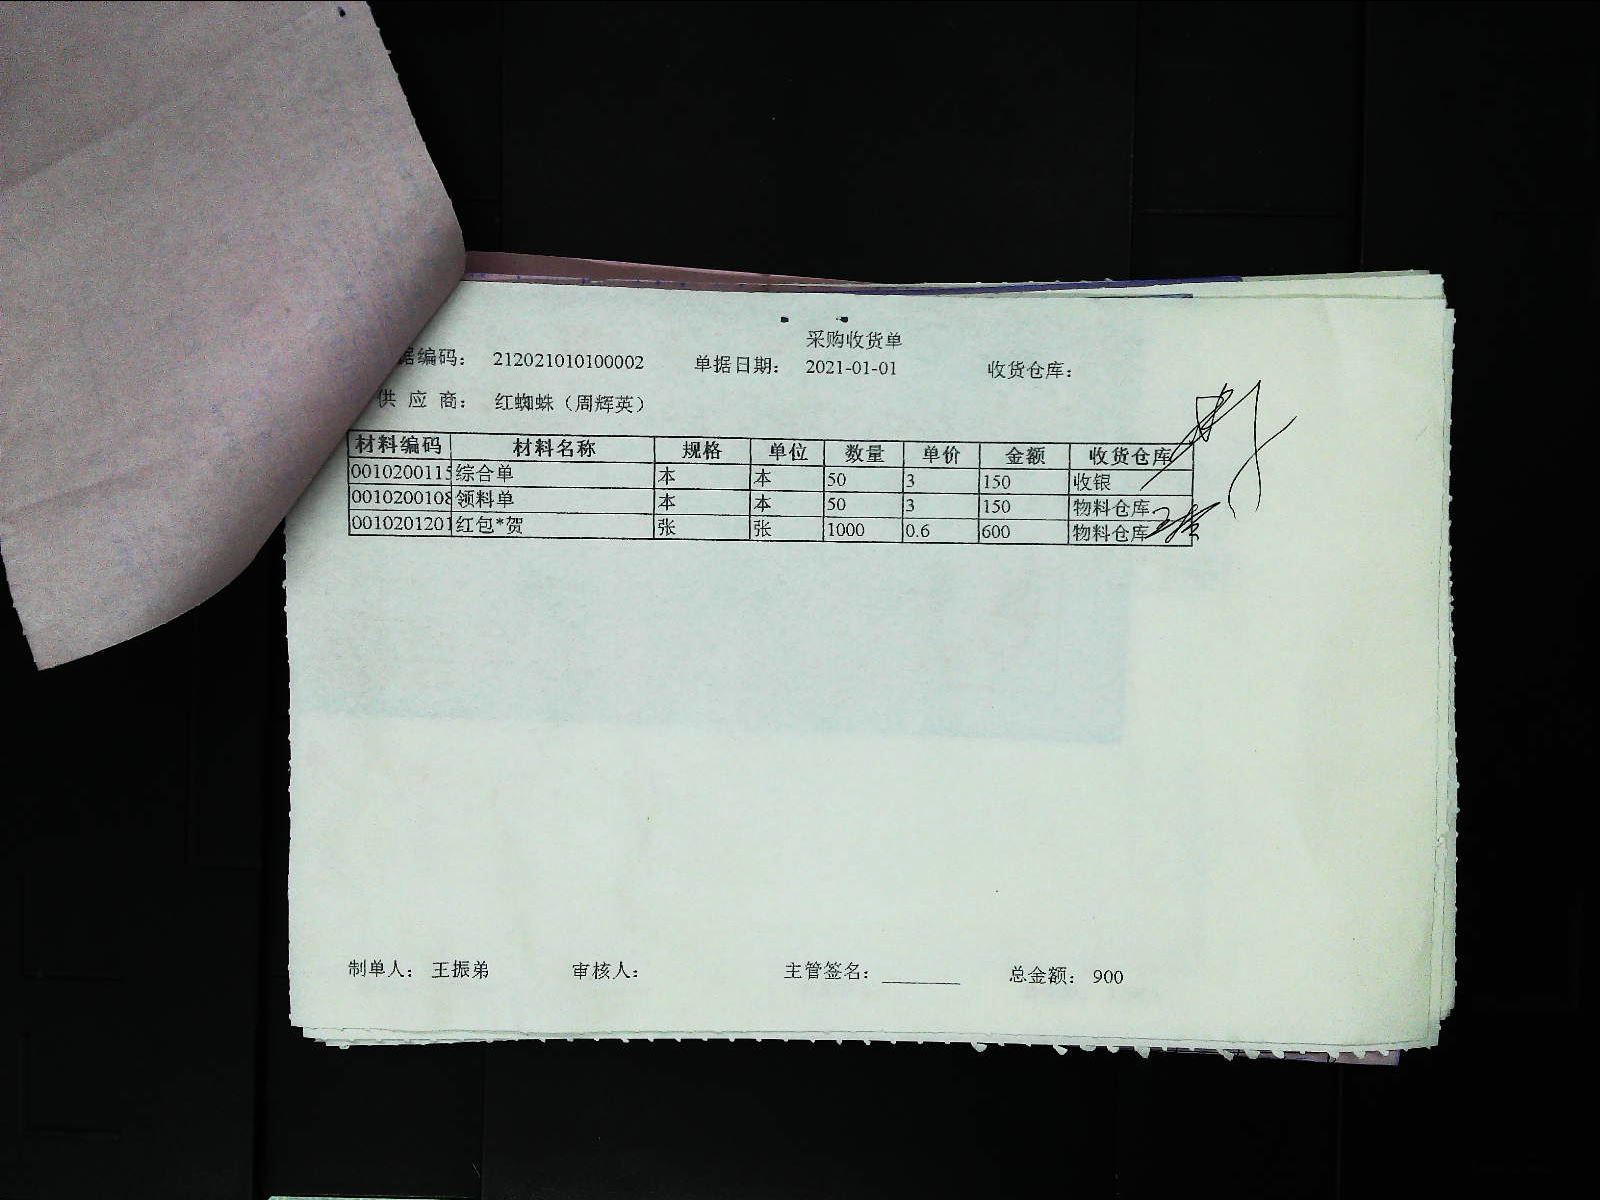 采购收货单
据编码： 212021010100002 单据日期： 2021-01-01 收货仓库：
供 应 商： 红蜘蛛（周辉英）
材料编码 材料名称 规格 单位 数量 单价 金额 收货仓库
0010200115 综合单 本 本 50 3 150 收银
0010200108 领料单 本 本 50 3 150 物料仓库
0010201201 红包*贺 张 张 1000 0.6 600 物料仓库
制单人： 王振弟 审核人： 主管签名： 总金额： 900